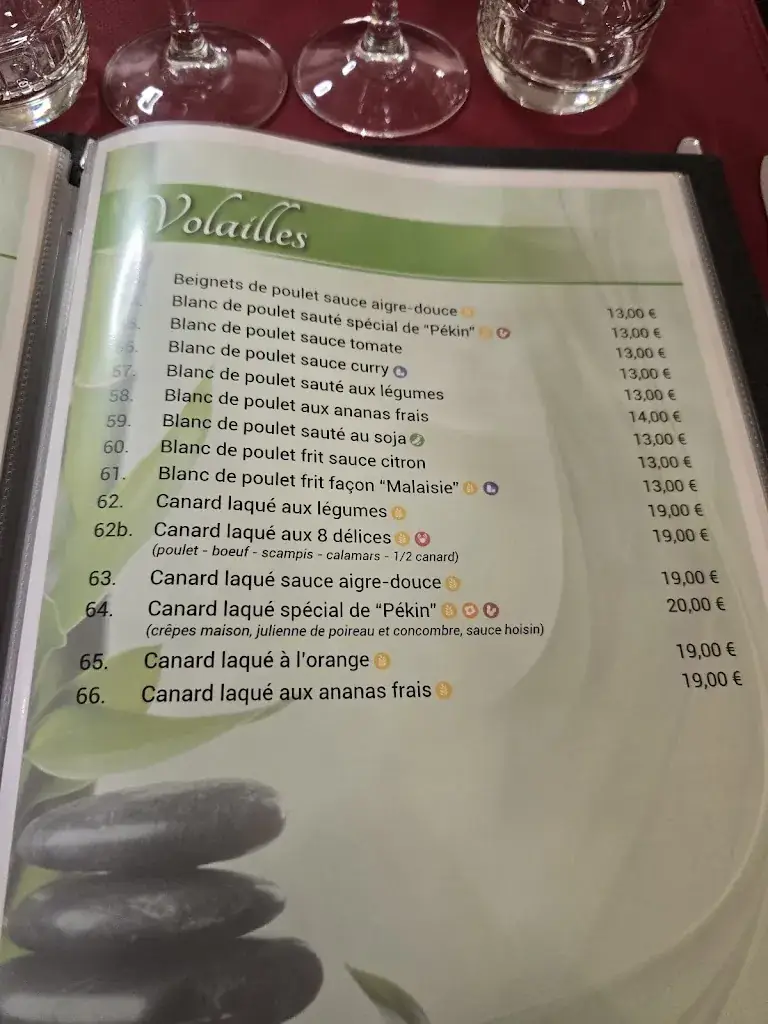 Volailles
Beignets de poulet sauce aigre-douce 13,00 €
Blanc de poulet sauté spécial de "Pékin" 13,00 €
Blanc de poulet sauce tomate 13,00 €
56. Blanc de poulet sauce curry 13,00 €
57. Blanc de poulet sauté aux légumes 13,00 €
58. Blanc de poulet aux ananas frais 14,00 €
59. Blanc de poulet sauté au soja 13,00 €
60. Blanc de poulet frit sauce citron 13,00 €
61. Blanc de poulet frit façon "Malaisie" 13,00 €
62. Canard laqué aux légumes 19,00 €
62b. Canard laqué aux 8 délices 19,00 €
(poulet - boeuf - scampis - calamars - 1/2 canard)
63. Canard laqué sauce aigre-douce 19,00 €
64. Canard laqué spécial de "Pékin" 20,00 €
(crêpes maison, julienne de poireau et concombre, sauce hoisin)
65. Canard laqué à l'orange 19,00 €
66. Canard laqué aux ananas frais 19,00 €